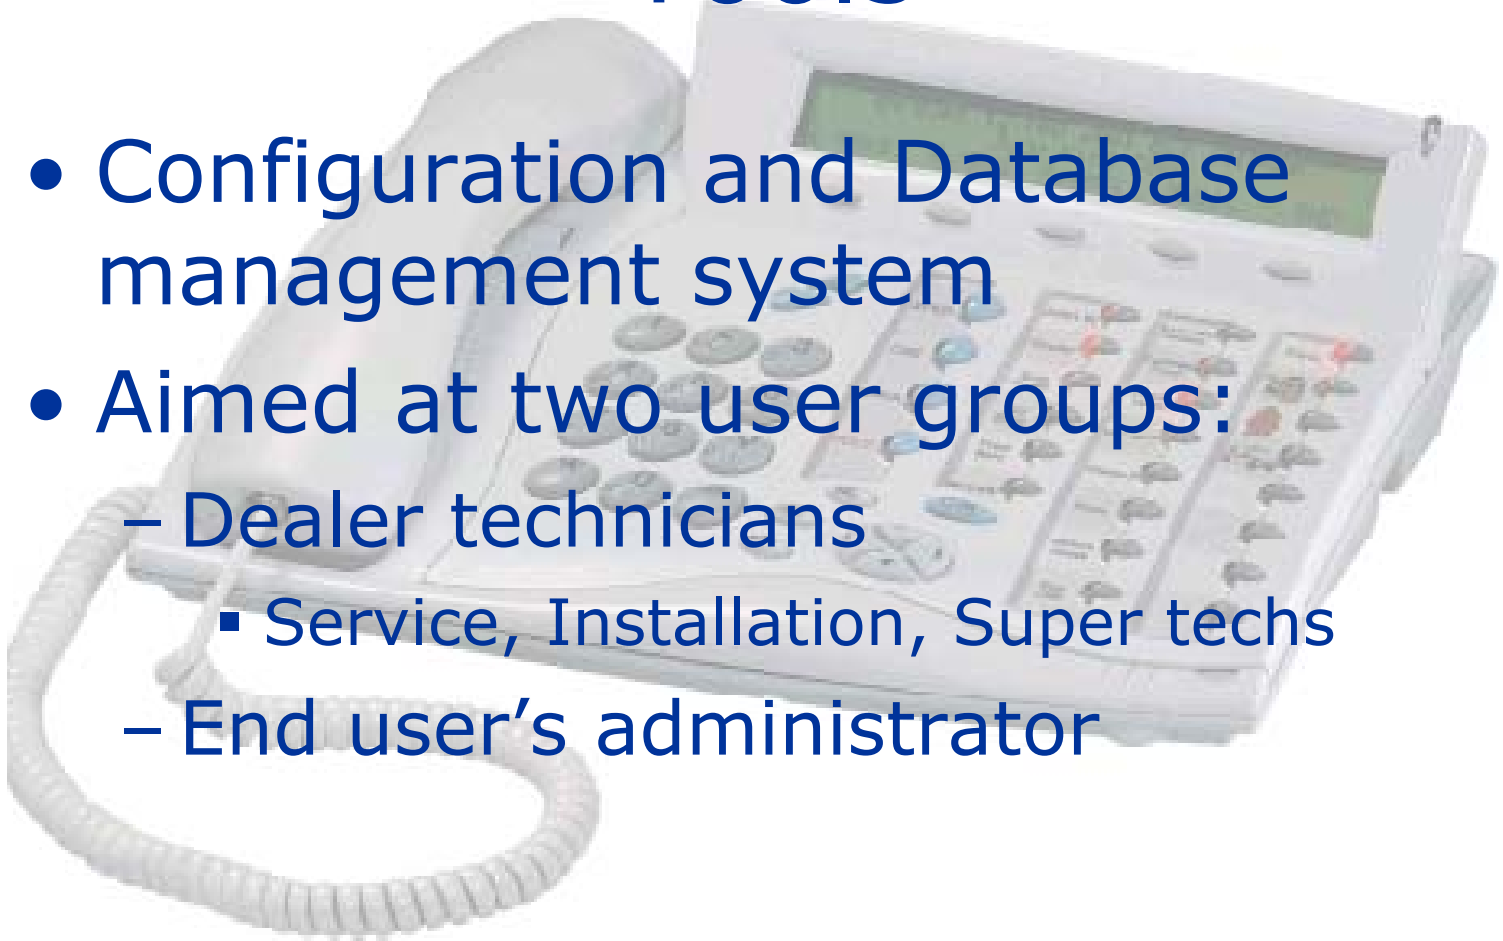 Tools
• Configuration and Database
management system
• Aimed at two user groups:
– Dealer technicians
▪ Service, Installation, Super techs
– End user’s administrator